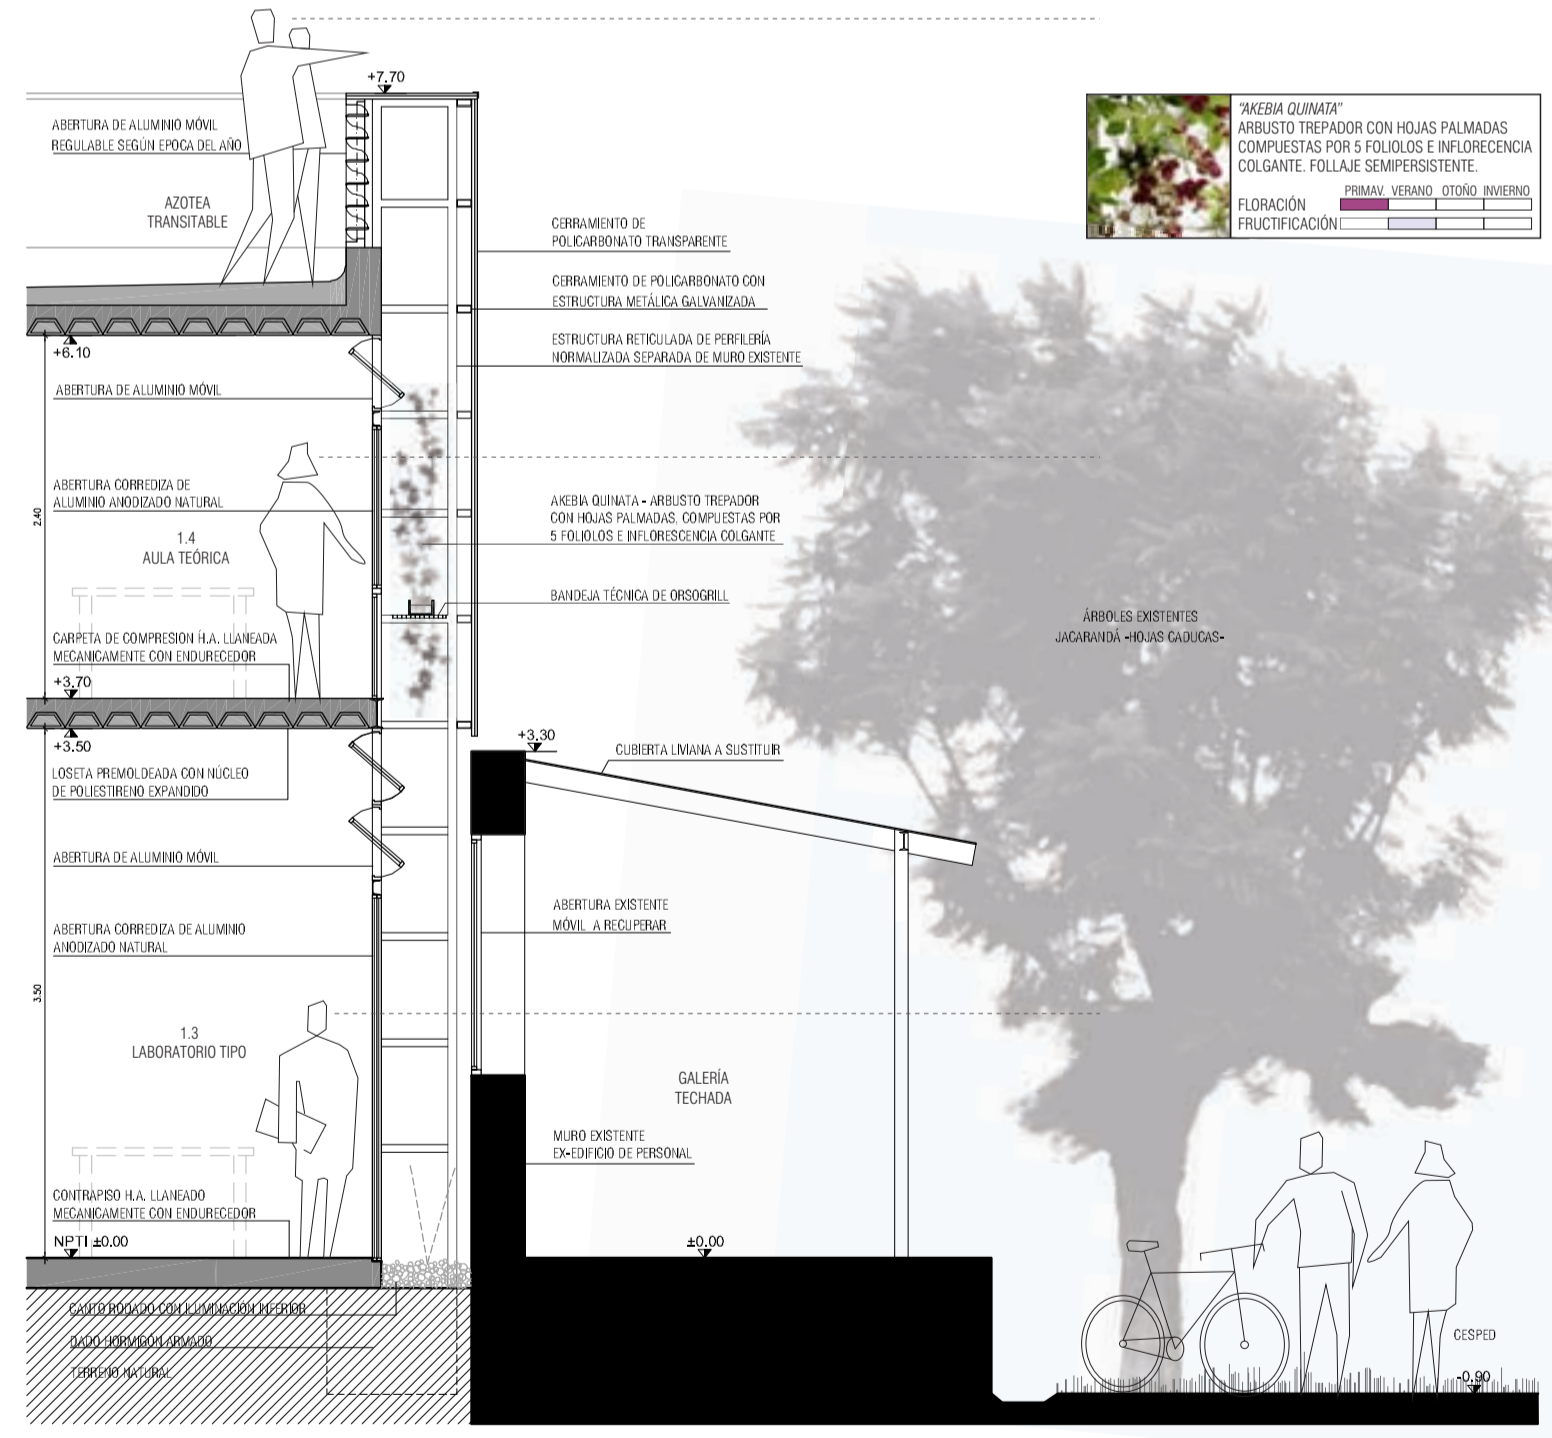 +7.70
ABERTURA DE ALUMINIO MÓVIL
REGULABLE SEGÚN EPOCA DEL AÑO
AZOTEA
TRANSITABLE
"AKEBIA QUINATA"
ARBUSTO TREPADOR CON HOJAS PALMADAS
COMPUESTAS POR 5 FOLIOLOS E INFLORECENCIA
COLGANTE. FOLLAJE SEMIPERSISTENTE.
PRIMAV. VERANO OTOÑO INVIERNO
FLORACIÓN
FRUCTIFICACIÓN
CERRAMIENTO DE
POLICARBONATO TRANSPARENTE
CERRAMIENTO DE POLICARBONATO CON
ESTRUCTURA METÁLICA GALVANIZADA
ESTRUCTURA RETICULADA DE PERFILERÍA
NORMALIZADA SEPARADA DE MURO EXISTENTE
+6.10
ABERTURA DE ALUMINIO MÓVIL
ABERTURA CORREDIZA DE
ALUMINIO ANODIZADO NATURAL
2.40
1.4
AULA TEÓRICA
AKEBIA QUINATA - ARBUSTO TREPADOR
CON HOJAS PALMADAS, COMPUESTAS POR
5 FOLIOLOS E INFLORESCENCIA COLGANTE
BANDEJA TÉCNICA DE ORSOGRILL
ÁRBOLES EXISTENTES
JACARANDÁ -HOJAS CADUCAS-
CARPETA DE COMPRESION H.A. LLANEADA
MECANICAMENTE CON ENDURECEDOR
+3.70
+3.50
+3.30
CUBIERTA LIVIANA A SUSTITUIR
LOSETA PREMOLDEADA CON NÚCLEO
DE POLIESTIRENO EXPANDIDO
ABERTURA DE ALUMINIO MÓVIL
ABERTURA EXISTENTE
MÓVIL A RECUPERAR
ABERTURA CORREDIZA DE ALUMINIO
ANODIZADO NATURAL
3.50
1.3
LABORATORIO TIPO
GALERÍA
TECHADA
MURO EXISTENTE
EX-EDIFICIO DE PERSONAL
CONTRAPISO H.A. LLANEADO
MECANICAMENTE CON ENDURECEDOR
NPTI ±0.00
±0.00
CANTO RODADO CON ILUMINACIÓN INFERIOR
DADO HORMIGÓN ARMADO
TERRENO NATURAL
CESPED
-0.90